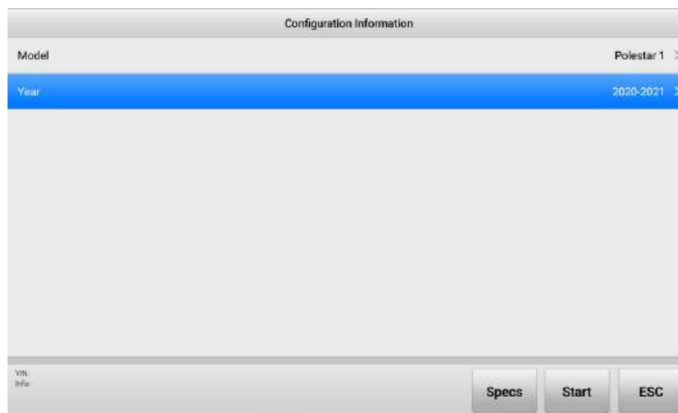 Configuration Information
Model Polestar 1 >
Year 2020-2021 >
VIN:
Info:
Specs Start ESC